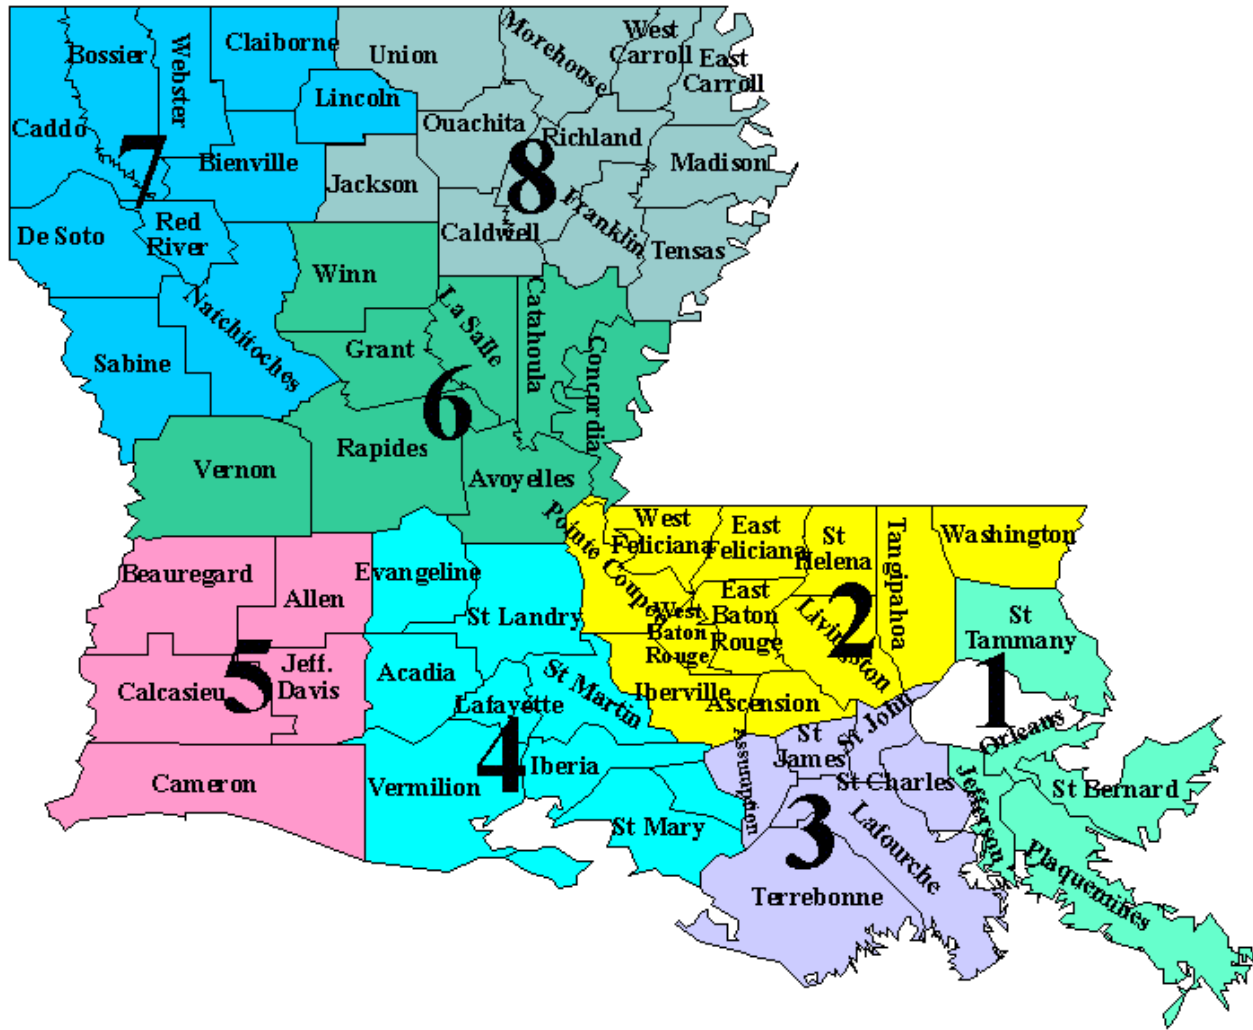 Bossier
Webster
Claiborne
Union
Morehouse
West
Carroll
East
Carroll
Caddo
Lincoln
Ouachita
Richland
Madison
7
Bienville
Jackson
8
Franklin
De Soto
Red
River
Caldwell
Tensas
Winn
Natchitoches
La Salle
Catahoula
Concordia
Sabine
Grant
6
Rapides
Vernon
Avoyelles
Pointe Coupee
West
Feliciana
East
Feliciana
St
Helena
Tangipahoa
Washington
Beauregard
Allen
Evangeline
St Landry
West
Baton
Rouge
East
Baton
Rouge
Livingston
2
St
Tammany
5
Calcasieu
Jeff.
Davis
Acadia
Lafayette
St Martin
Iberville
Ascension
St John
1
Orleans
Cameron
Vermilion
4
Iberia
Assumption
St
James
St Charles
Jefferson
St Bernard
St Mary
3
Lafourche
Plaquemines
Terrebonne